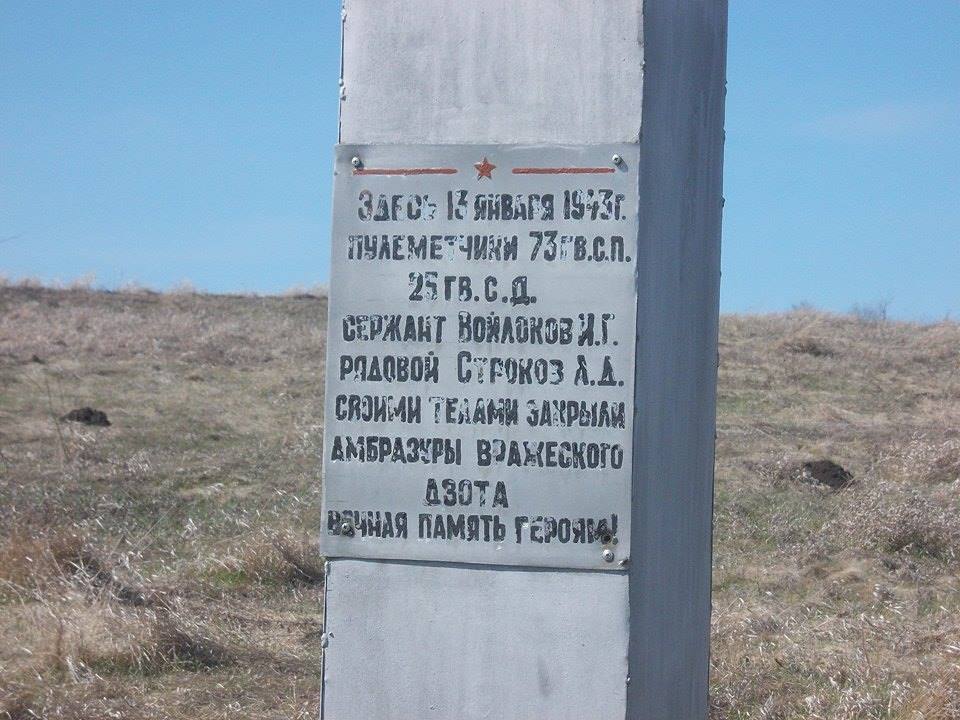 Здесь 13 января 1943г.
пулеметчики 73гв.с.п.
25гв.с.д.
сержант Войлоков И.Г.
рядовой Строков А.Д.
своими телами закрыли
амбразуры вражеского
дзота
Вечная память героям!